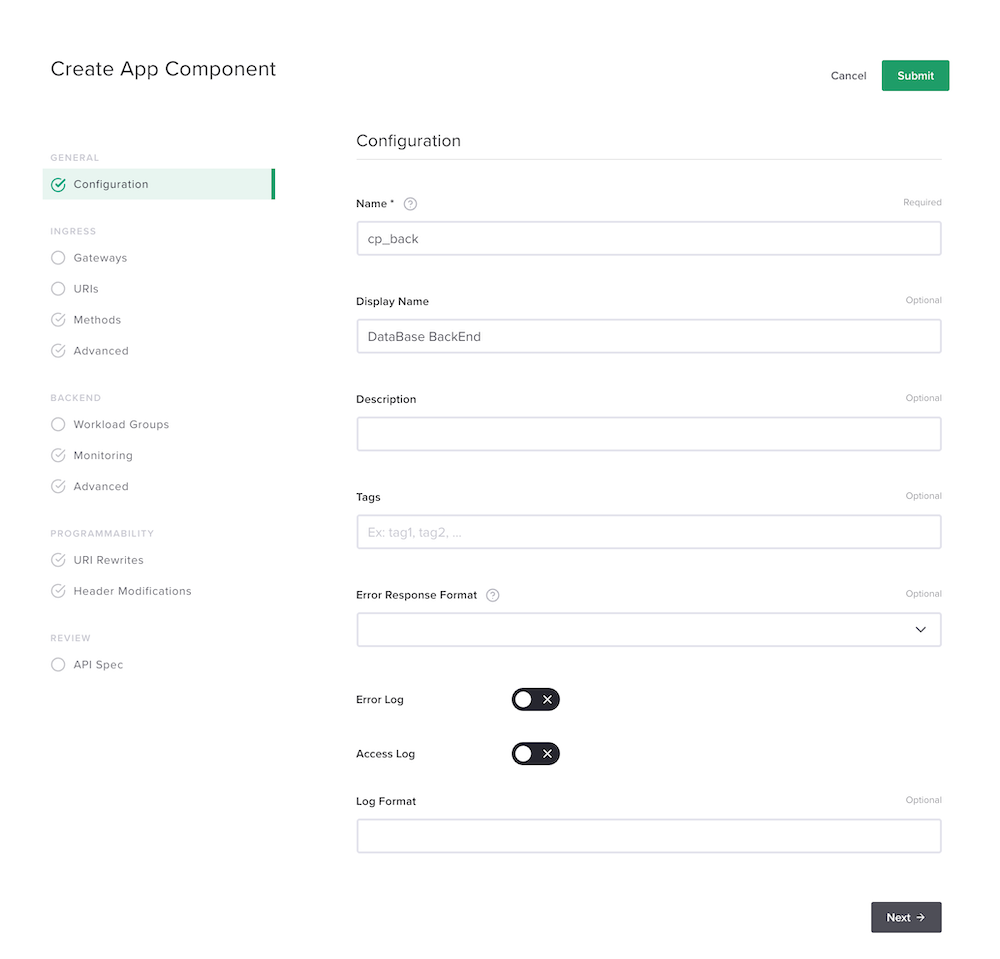 Create App Component
Cancel
Submit
GENERAL
Configuration
INGRESS
Gateways
URIs
Methods
Advanced
BACKEND
Workload Groups
Monitoring
Advanced
PROGRAMMABILITY
URI Rewrites
Header Modifications
REVIEW
API Spec
Configuration
Name * ?
Required
cp_back
Display Name
Optional
DataBase BackEnd
Description
Optional
Tags
Optional
Ex: tag1, tag2, ...
Error Response Format ?
Optional
Error Log
Access Log
Log Format
Optional
Next →